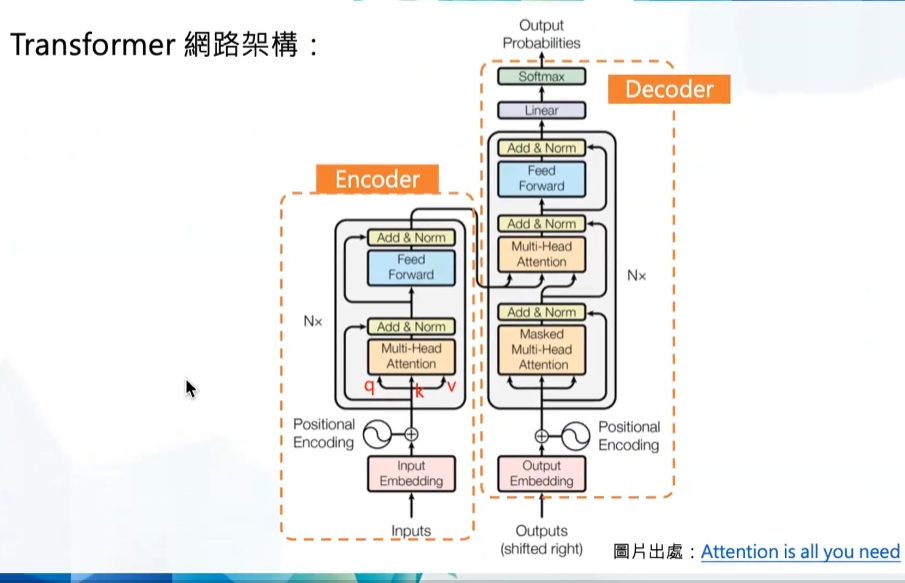 Transformer 網路架構：
Output
Probabilities
Softmax
Linear
Decoder
Add & Norm
Feed
Forward
Add & Norm
Multi-Head
Attention
Nx
Add & Norm
Masked
Multi-Head
Attention
Positional
Encoding
Output
Embedding
Outputs
(shifted right)
Encoder
Add & Norm
Feed
Forward
Nx
Add & Norm
Multi-Head
Attention
q k v
Positional
Encoding
Input
Embedding
Inputs
圖片出處：Attention is all you need